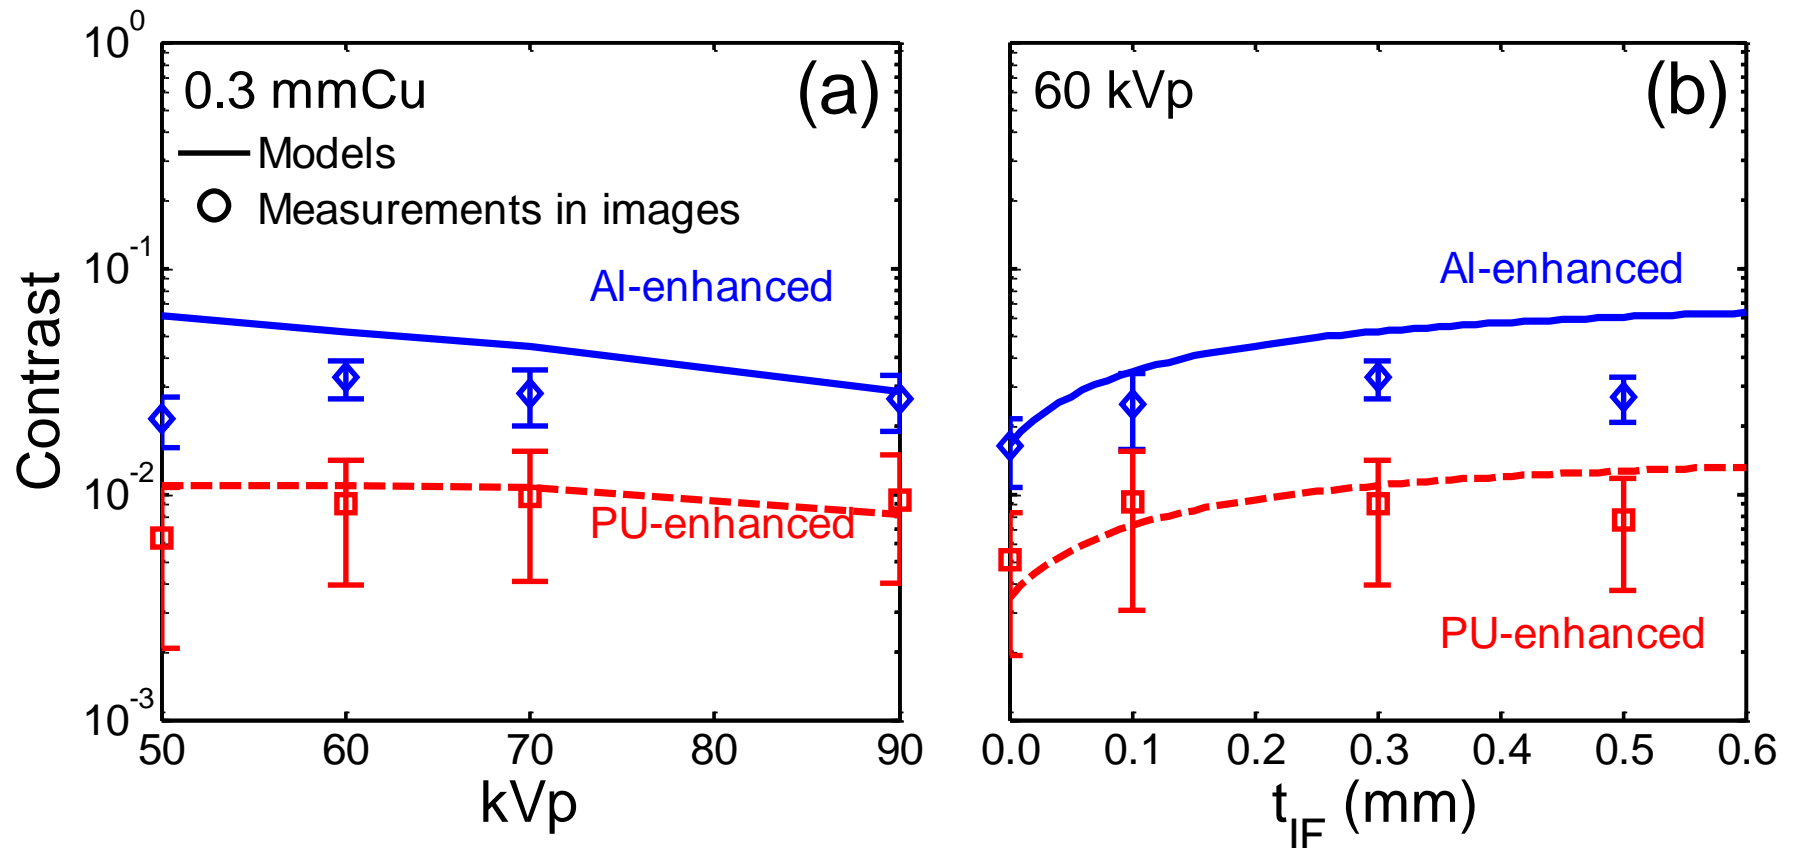 0.3 mmCu
(a)
Models
Measurements in images
Al-enhanced
PU-enhanced
10^0
10^-1
10^-2
10^-3
Contrast
50 60 70 80 90
kVp
60 kVp
(b)
Al-enhanced
PU-enhanced
0.0 0.1 0.2 0.3 0.4 0.5 0.6
t_IF (mm)